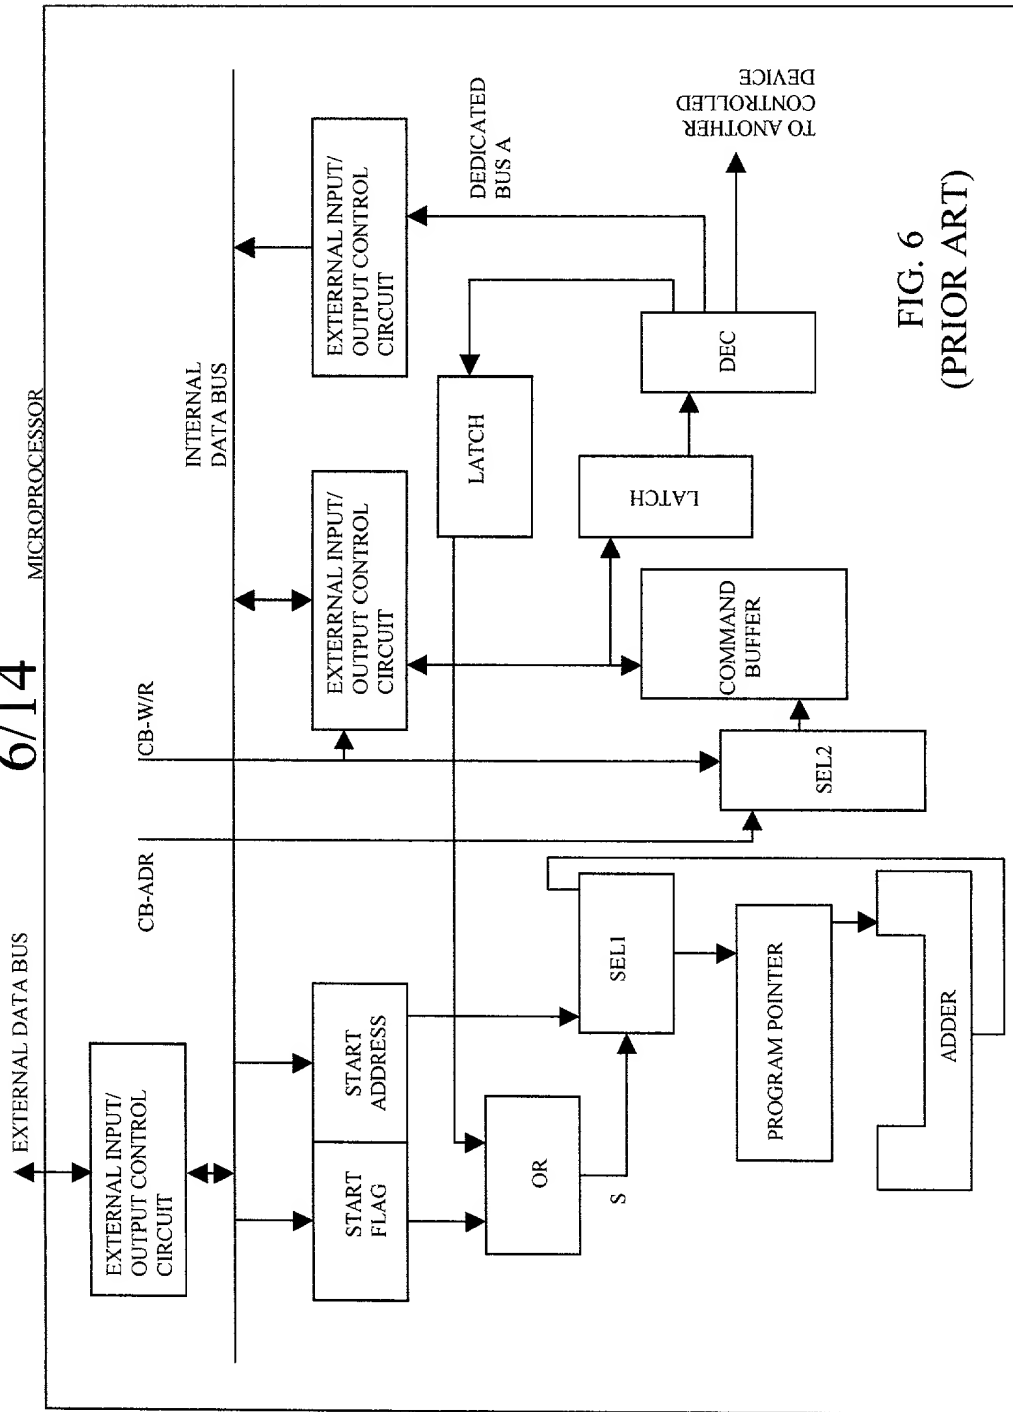 6/14
MICROPROCESSOR
EXTERNAL DATA BUS
EXTERNAL INPUT/
OUTPUT CONTROL
CIRCUIT
CB-ADR
CB-W/R
INTERNAL
DATA BUS
START
FLAG
START
ADDRESS
EXTERRNAL INPUT/
OUTPUT CONTROL
CIRCUIT
EXTERRNAL INPUT/
OUTPUT CONTROL
CIRCUIT
DEDICATED
BUS A
LATCH
OR
S
SEL1
LATCH
DEC
TO ANOTHER
CONTROLLED
DEVICE
COMMAND
BUFFER
SEL2
PROGRAM POINTER
ADDER
FIG. 6
(PRIOR ART)